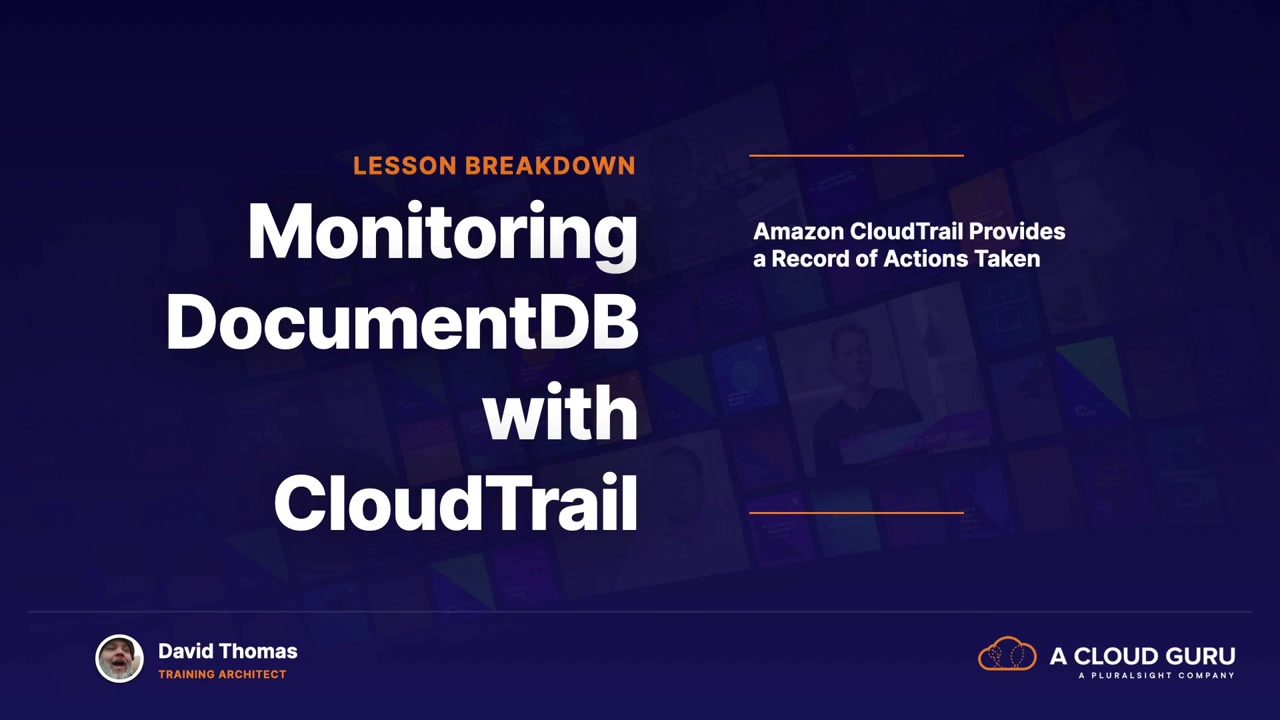 LESSON BREAKDOWN
Monitoring
DocumentDB
with
CloudTrail
Amazon CloudTrail Provides
a Record of Actions Taken
David Thomas
TRAINING ARCHITECT
A CLOUD GURU
A PLURALSIGHT COMPANY